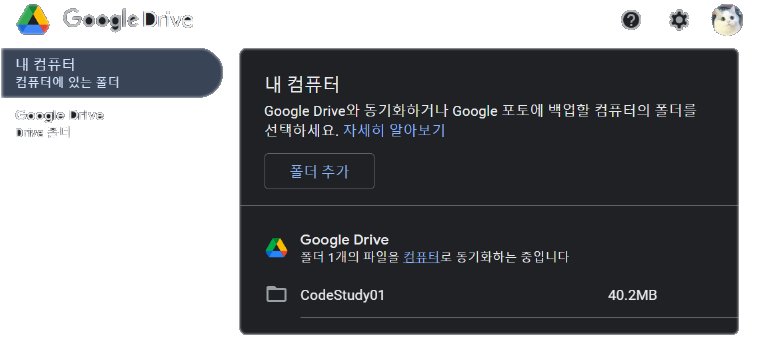 Google Drive
내 컴퓨터
컴퓨터에 있는 폴더
Google Drive
Drive 폴더
내 컴퓨터
Google Drive와 동기화하거나 Google 포토에 백업할 컴퓨터의 폴더를
선택하세요. 자세히 알아보기
폴더 추가
Google Drive
폴더 1개의 파일을 컴퓨터로 동기화하는 중입니다
CodeStudy01 40.2MB